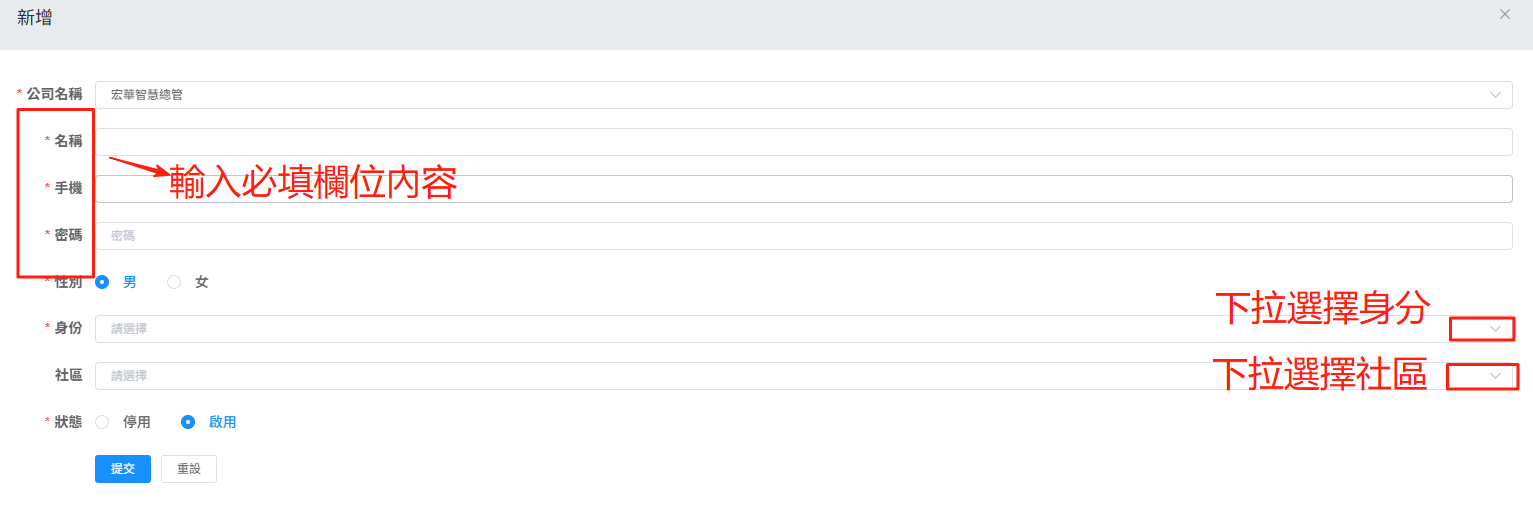 新增
* 公司名稱 宏華智慧總管
* 名稱
輸入必填欄位內容
* 手機
* 密碼 密碼
* 性別 男 女
下拉選擇身分
* 身份 請選擇
下拉選擇社區
社區 請選擇
* 狀態 停用 啟用
提交 重設